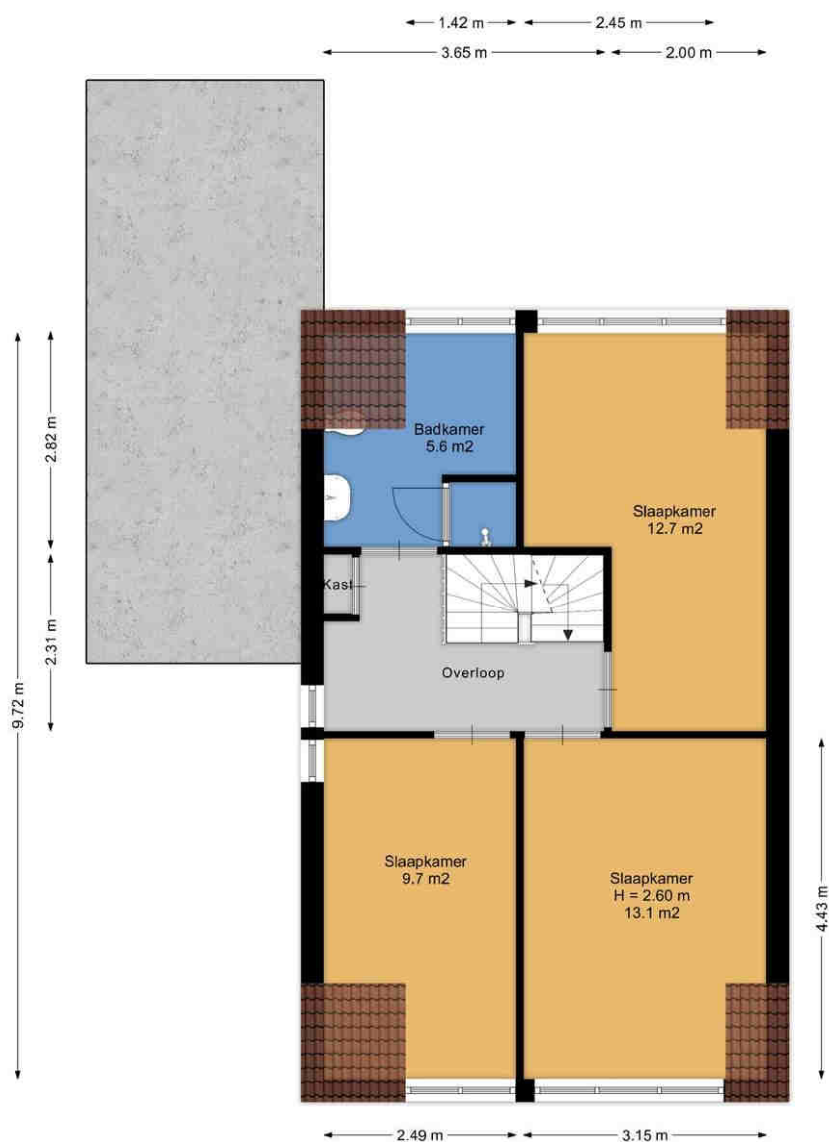 1.42 m
2.45 m
3.65 m
2.00 m
Badkamer
5.6 m2
2.82 m
Slaapkamer
12.7 m2
Kast
2.31 m
Overloop
9.72 m
Slaapkamer
9.7 m2
Slaapkamer
H = 2.60 m
13.1 m2
4.43 m
2.49 m
3.15 m